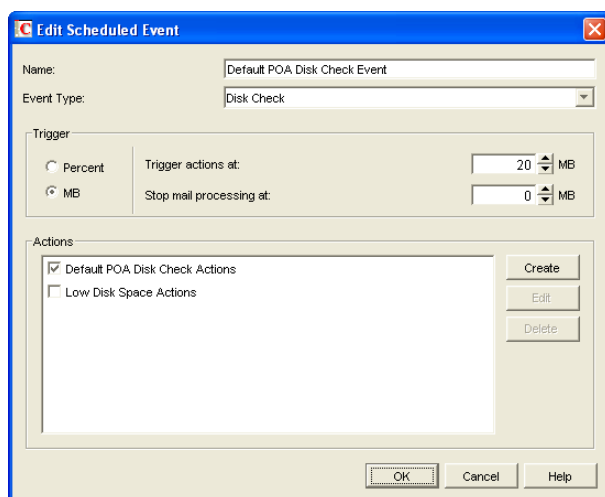 C Edit Scheduled Event
Name: Default POA Disk Check Event
Event Type: Disk Check
Trigger
Percent
MB
Trigger actions at: 20 MB
Stop mail processing at: 0 MB
Actions
Default POA Disk Check Actions
Low Disk Space Actions
Create
Edit
Delete
OK Cancel Help